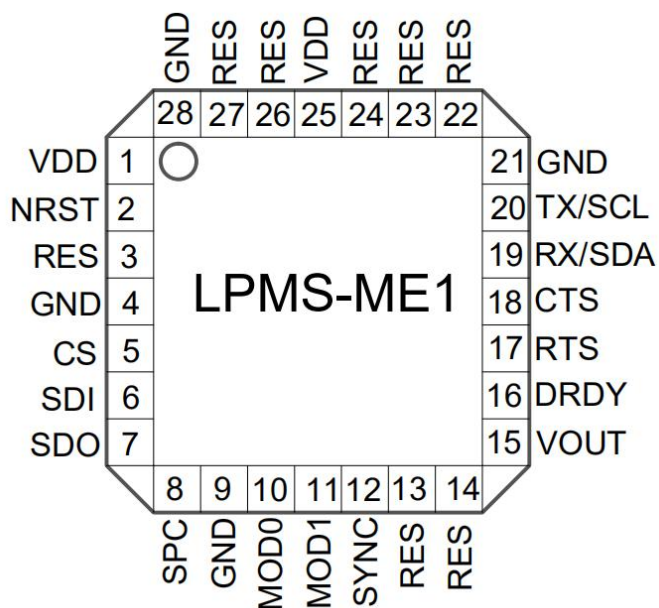 GND RES RES VDD RES RES RES
28 27 26 25 24 23 22
VDD 1 21 GND
NRST 2 20 TX/SCL
RES 3 19 RX/SDA
LPMS-ME1
GND 4 18 CTS
CS 5 17 RTS
SDI 6 16 DRDY
SDO 7 15 VOUT
8 9 10 11 12 13 14
SPC GND MOD0 MOD1 SYNC RES RES